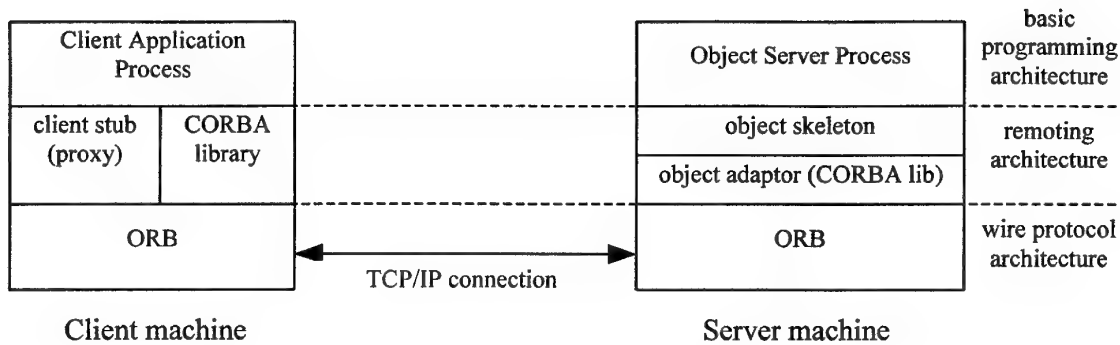 Client Application
Process
client stub
(proxy)
CORBA
library
ORB
Client machine
TCP/IP connection
Object Server Process
object skeleton
object adaptor (CORBA lib)
ORB
Server machine
basic
programming
architecture
remoting
architecture
wire protocol
architecture